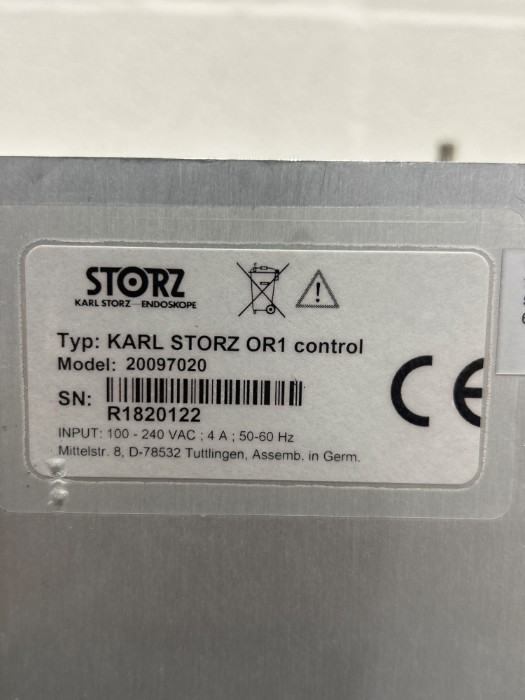 STORZ
KARL STORZ—ENDOSKOPE
Typ: KARL STORZ OR1 control
Model: 20097020
SN:
R1820122
INPUT: 100 - 240 VAC ; 4 A ; 50-60 Hz
Mittelstr. 8, D-78532 Tuttlingen, Assemb. in Germ.
CE